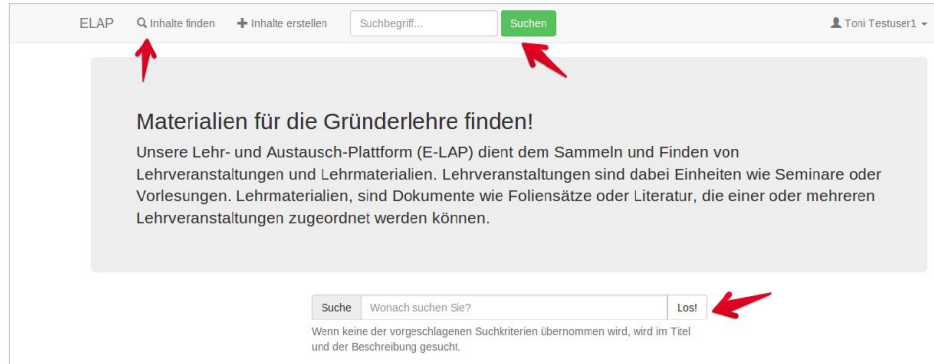 ELAP Inhalte finden Inhalte erstellen Suchbegriff... Suchen Toni Testuser1
Materialien für die Gründerlehre finden!
Unsere Lehr- und Austausch-Plattform (E-LAP) dient dem Sammeln und Finden von
Lehrveranstaltungen und Lehrmaterialien. Lehrveranstaltungen sind dabei Einheiten wie Seminare oder
Vorlesungen. Lehrmaterialien, sind Dokumente wie Foliensätze oder Literatur, die einer oder mehreren
Lehrveranstaltungen zugeordnet werden können.
Suche Wonach suchen Sie? Los!
Wenn keine der vorgeschlagenen Suchkriterien übernommen wird, wird im Titel
und der Beschreibung gesucht.